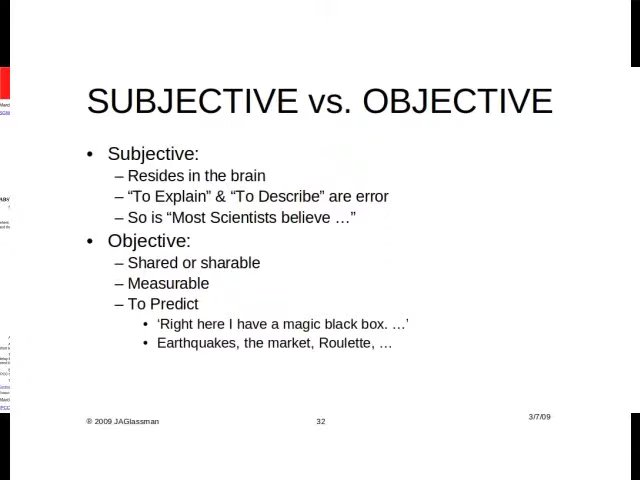 SUBJECTIVE vs. OBJECTIVE
• Subjective:
– Resides in the brain
– “To Explain” & “To Describe” are error
– So is “Most Scientists believe …”
• Objective:
– Shared or sharable
– Measurable
– To Predict
• ‘Right here I have a magic black box. …’
• Earthquakes, the market, Roulette, …
© 2009 JAGlassman
32
3/7/09